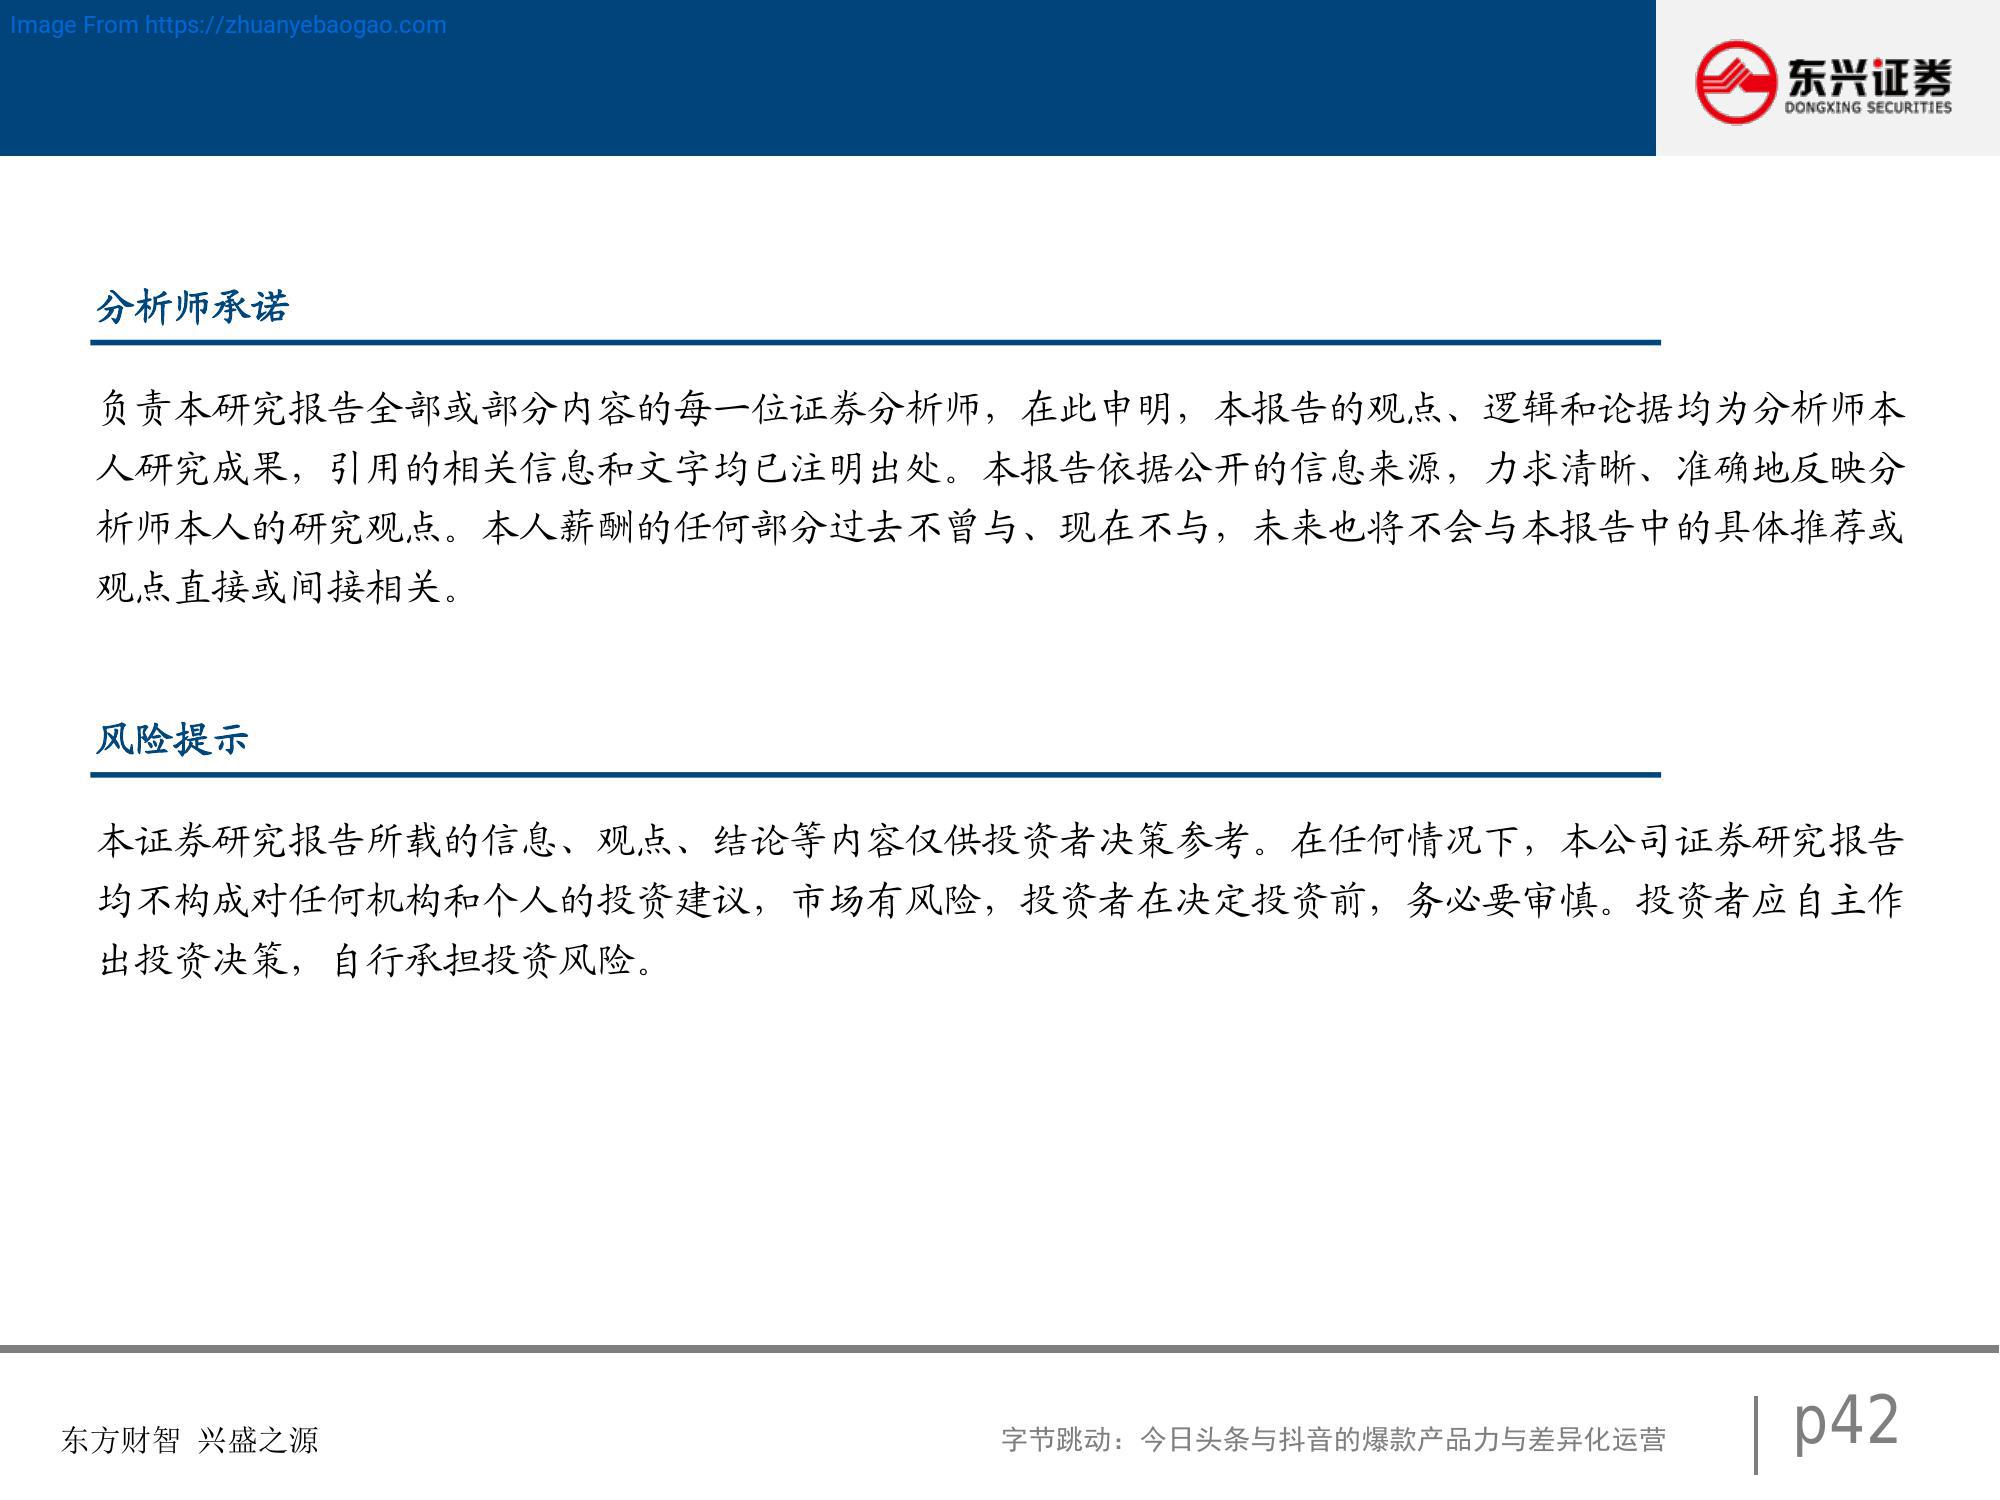 Image From https://zhuanyebaogao.com
东兴证券
DONGXING SECURITIES
分析师承诺
负责本研究报告全部或部分内容的每一位证券分析师，在此申明，本报告的观点、逻辑和论据均为分析师本
人研究成果，引用的相关信息和文字均已注明出处。本报告依据公开的信息来源，力求清晰、准确地反映分
析师本人的研究观点。本人薪酬的任何部分过去不曾与、现在不与，未来也将不会与本报告中的具体推荐或
观点直接或间接相关。
风险提示
本证券研究报告所载的信息、观点、结论等内容仅供投资者决策参考。在任何情况下，本公司证券研究报告
均不构成对任何机构和个人的投资建议，市场有风险，投资者在决定投资前，务必要审慎。投资者应自主作
出投资决策，自行承担投资风险。
东方财智 兴盛之源
字节跳动：今日头条与抖音的爆款产品力与差异化运营
p42